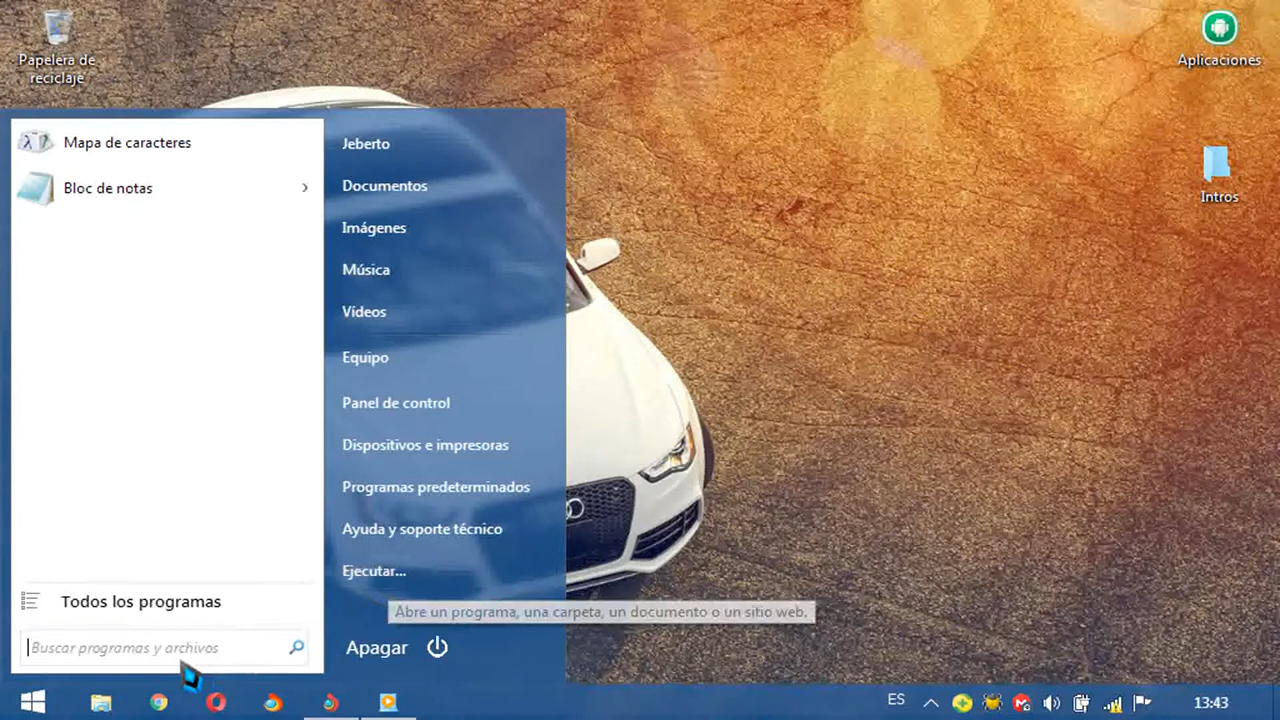 Papelera de
reciclaje
Aplicaciones
Intros
Mapa de caracteres
Bloc de notas
Jeberto
Documentos
Imágenes
Música
Vídeos
Equipo
Panel de control
Dispositivos e impresoras
Programas predeterminados
Ayuda y soporte técnico
Ejecutar...
Abre un programa, una carpeta, un documento o un sitio web.
Todos los programas
Buscar programas y archivos
Apagar
ES
13:43